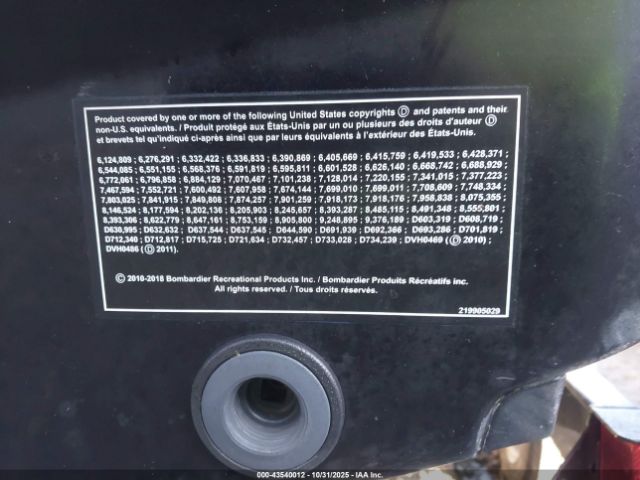 Product covered by one or more of the following United States copyrights Ⓓ and patents and their
non-U.S. equivalents. / Produit protégé aux États-Unis par un ou plusieurs des droits d'auteur Ⓓ
et brevets tel qu'indiqué ci-après ainsi que par leurs équivalents à l'extérieur des États-Unis.
6,124,809 ; 6,276,291 ; 6,332,422 ; 6,336,833 ; 6,390,869 ; 6,405,669 ; 6,415,759 ; 6,419,533 ; 6,428,371 ;
6,544,085 ; 6,551,155 ; 6,568,376 ; 6,591,819 ; 6,595,811 ; 6,601,528 ; 6,626,140 ; 6,668,742 ; 6,688,929 ;
6,772,061 ; 6,796,858 ; 6,884,129 ; 7,070,467 ; 7,101,238 ; 7,128,014 ; 7,220,155 ; 7,341,015 ; 7,377,223 ;
7,467,594 ; 7,552,721 ; 7,600,492 ; 7,607,958 ; 7,674,144 ; 7,699,010 ; 7,699,011 ; 7,708,609 ; 7,748,334 ;
7,803,025 ; 7,841,915 ; 7,849,808 ; 7,874,257 ; 7,901,259 ; 7,918,173 ; 7,918,176 ; 7,958,838 ; 8,075,355 ;
8,146,524 ; 8,177,594 ; 8,202,136 ; 8,205,903 ; 8,245,657 ; 8,393,287 ; 8,485,115 ; 8,491,348 ; 8,555,801 ;
8,393,306 ; 8,622,779 ; 8,647,161 ; 8,753,159 ; 8,905,800 ; 9,248,895 ; 9,376,189 ; D603,319 ; D608,719 ;
D630,995 ; D632,637 ; D637,544 ; D637,545 ; D644,590 ; D691,939 ; D692,366 ; D693,286 ; D701,819 ;
D712,340 ; D712,817 ; D715,725 ; D721,634 ; D732,457 ; D733,028 ; D734,239 ; DVH0469 (Ⓓ 2010) ;
DVH0486 (Ⓓ 2011).
© 2010-2018 Bombardier Recreational Products Inc. / Bombardier Produits Récréatifs inc.
All rights reserved. / Tous droits réservés.
219905029
000-43540012 - 10/31/2025 - IAA Inc.